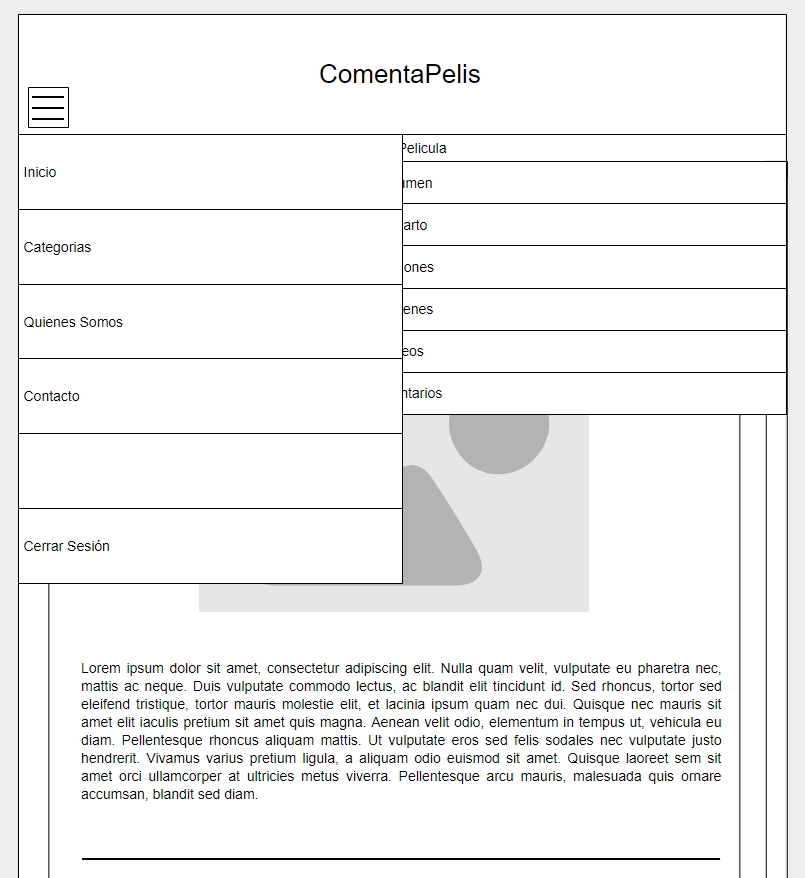 ComentaPelis
Inicio
Categorias
Quienes Somos
Contacto
Cerrar Sesión
Pelicula
umen
arto
iones
enes
eos
ntarios
Lorem ipsum dolor sit amet, consectetur adipiscing elit. Nulla quam velit, vulputate eu pharetra nec,
mattis ac neque. Duis vulputate commodo lectus, ac blandit elit tincidunt id. Sed rhoncus, tortor sed
eleifend tristique, tortor mauris molestie elit, et lacinia ipsum quam nec dui. Quisque nec mauris sit
amet elit iaculis pretium sit amet quis magna. Aenean velit odio, elementum in tempus ut, vehicula eu
diam. Pellentesque rhoncus aliquam mattis. Ut vulputate eros sed felis sodales nec vulputate justo
hendrerit. Vivamus varius pretium ligula, a aliquam odio euismod sit amet. Quisque laoreet sem sit
amet orci ullamcorper at ultricies metus viverra. Pellentesque arcu mauris, malesuada quis ornare
accumsan, blandit sed diam.